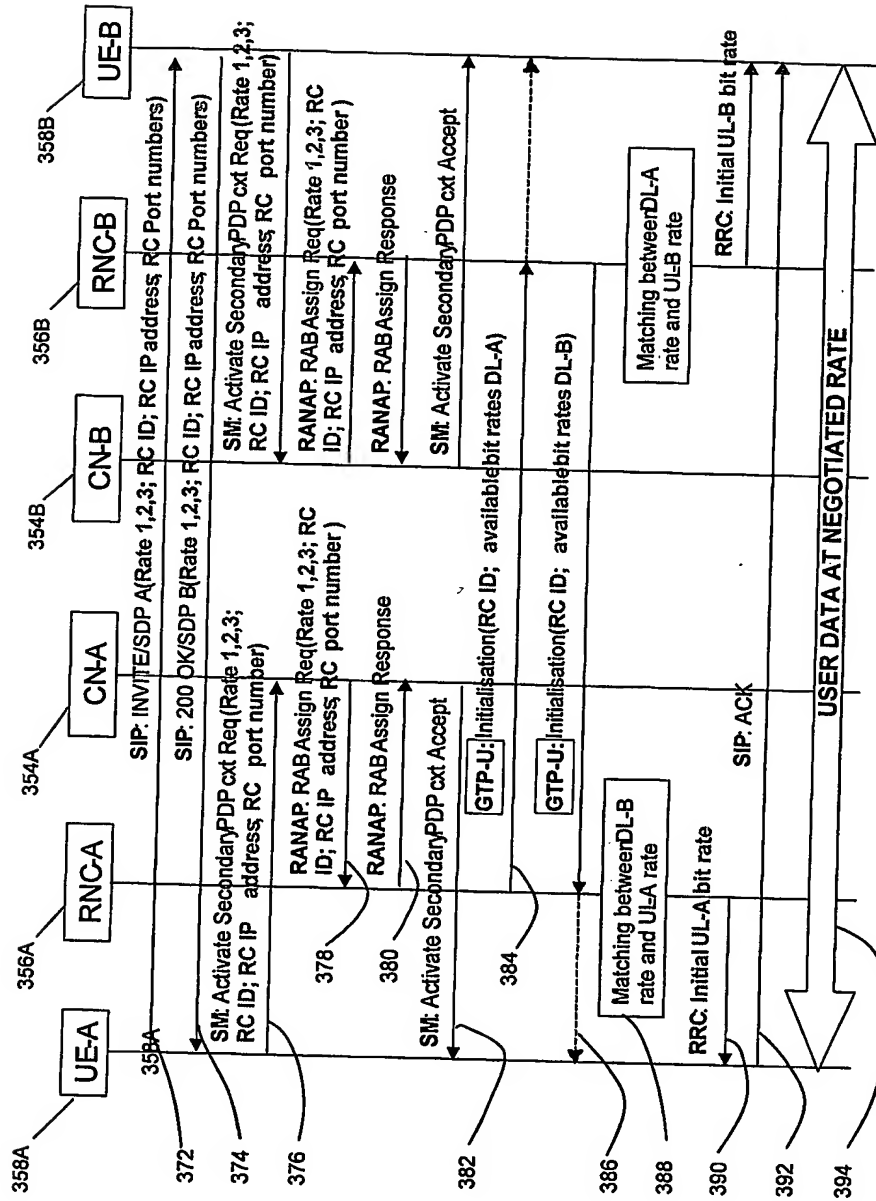 358A
UE-A
356A
RNC-A
354A
CN-A
354B
CN-B
356B
RNC-B
358B
UE-B
SIP: INVITE/SDP A(Rate 1,2,3; RC ID; RC IP address, RC Port numbers)
358A
372
SIP: 200 OK/SDP B(Rate 1,2,3; RC ID; RC IP address, RC Port numbers)
374
SM: Activate SecondaryPDP cxt Req(Rate 1,2,3;
RC ID; RC IP address, RC port number)
376
SM: Activate SecondaryPDP cxt Req(Rate 1,2,3;
RC ID; RC IP address, RC port number)
RANAP. RAB Assign Req(Rate 1,2,3; RC
ID; RC IP address, RC port number)
378
RANAP. RAB Assign Req(Rate 1,2,3; RC
ID; RC IP address, RC port number)
RANAP. RAB Assign Response
380
RANAP. RAB Assign Response
SM: Activate SecondaryPDP cxt Accept
382
SM: Activate SecondaryPDP cxt Accept
GTP-U: Initialisation(RC ID; available bit rates DL-A)
384
GTP-U: Initialisation(RC ID; available bit rates DL-B)
386
Matching between DL-B
rate and UL-A rate
388
Matching between DL-A
rate and UL-B rate
RRC: Initial UL-A bit rate
390
RRC: Initial UL-B bit rate
SIP: ACK
392
USER DATA AT NEGOTIATED RATE
394